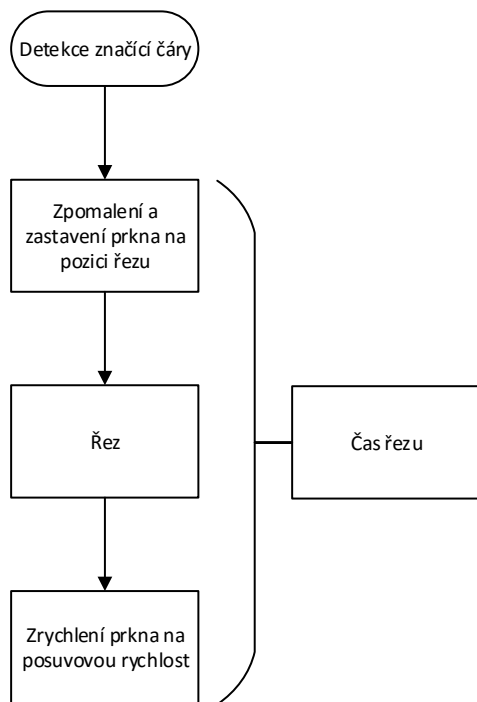 Detekce značící čáry
Zpomalení a
zastavení prkna na
pozici řezu
Řez
Čas řezu
Zrychlení prkna na
posuvovou rychlost